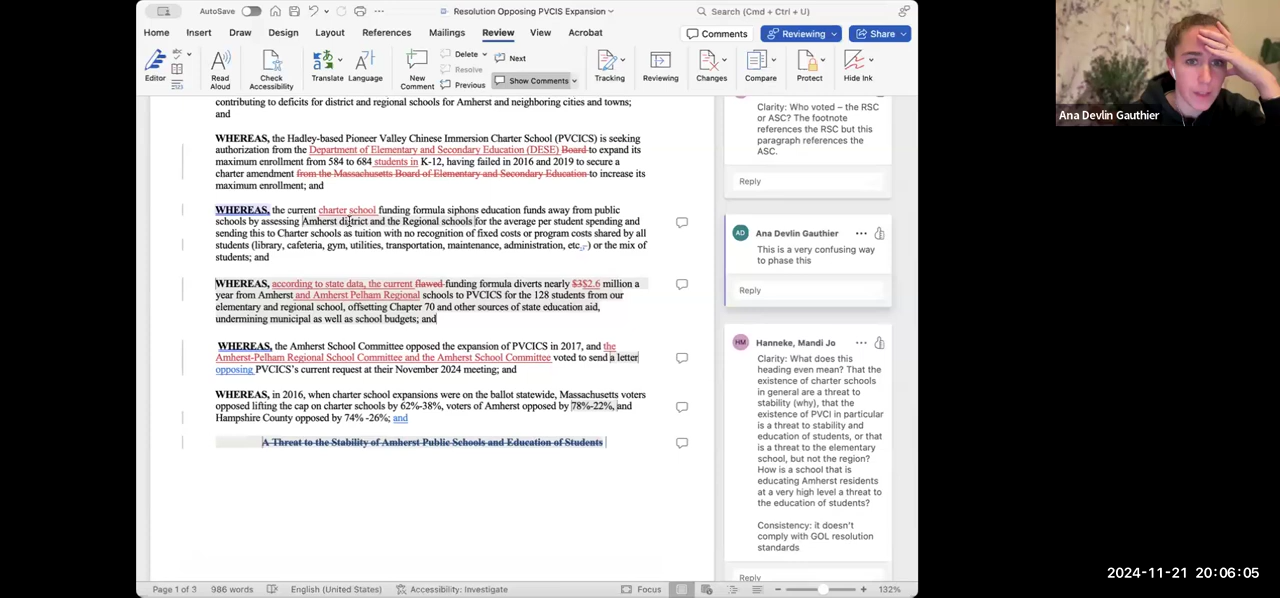 AutoSave
Resolution Opposing PVCIS Expansion
Search (Cmd + Ctrl + U)
Home Insert Draw Design Layout References Mailings Review View Acrobat
Comments
Reviewing
Share
Editor
Read Aloud
Check Accessibility
Translate
Language
New Comment
Delete
Resolve
Previous
Next
Show Comments
Tracking
Reviewing
Changes
Compare
Protect
Hide Ink
contributing to deficits for district and regional schools for Amherst and neighboring cities and towns;
and
WHEREAS, the Hadley-based Pioneer Valley Chinese Immersion Charter School (PVCICS) is seeking
authorization from the Department of Elementary and Secondary Education (DESE) Board to expand its
maximum enrollment from 584 to 684 students in K-12, having failed in 2016 and 2019 to secure a
charter amendment from the Massachusetts Board of Elementary and Secondary Education to increase its
maximum enrollment; and
WHEREAS, the current charter school funding formula siphons education funds away from public
schools by assessing Amherst district and the Regional schools for the average per student spending and
sending this to Charter schools as tuition with no recognition of fixed costs or program costs shared by all
students (library, cafeteria, gym, utilities, transportation, maintenance, administration, etc.,) or the mix of
students; and
WHEREAS, according to state data, the current flawed funding formula diverts nearly $3$2.6 million a
year from Amherst and Amherst Pelham Regional schools to PVCICS for the 128 students from our
elementary and regional school, offsetting Chapter 70 and other sources of state education aid,
undermining municipal as well as school budgets; and
WHEREAS, the Amherst School Committee opposed the expansion of PVCICS in 2017, and the
Amherst-Pelham Regional School Committee and the Amherst School Committee voted to send a letter
opposing PVCICS's current request at their November 2024 meeting; and
WHEREAS, in 2016, when charter school expansions were on the ballot statewide, Massachusetts voters
opposed lifting the cap on charter schools by 62%-38%, voters of Amherst opposed by 78%-22%, and
Hampshire County opposed by 74% -26%; and
A Threat to the Stability of Amherst Public Schools and Education of Students
Clarity: Who voted – the RSC
or ASC? The footnote
references the RSC but this
paragraph references the
ASC.
Reply
AD Ana Devlin Gauthier
This is a very confusing way
to phase this
Reply
HM Hanneke, Mandi Jo
Clarity: What does this
heading even mean? That the
existence of charter schools
in general are a threat to
stability (why), that the
existence of PVCI in particular
is a threat to stability and
education of students, or that
is a threat to the elementary
school, but not the region?
How is a school that is
educating Amherst residents
at a very high level a threat to
the education of students?
Consistency: it doesn't
comply with GOL resolution
standards
Reply
Page 1 of 3 986 words English (United States) Accessibility: Investigate Focus 132%
Ana Devlin Gauthier
2024-11-21 20:06:05